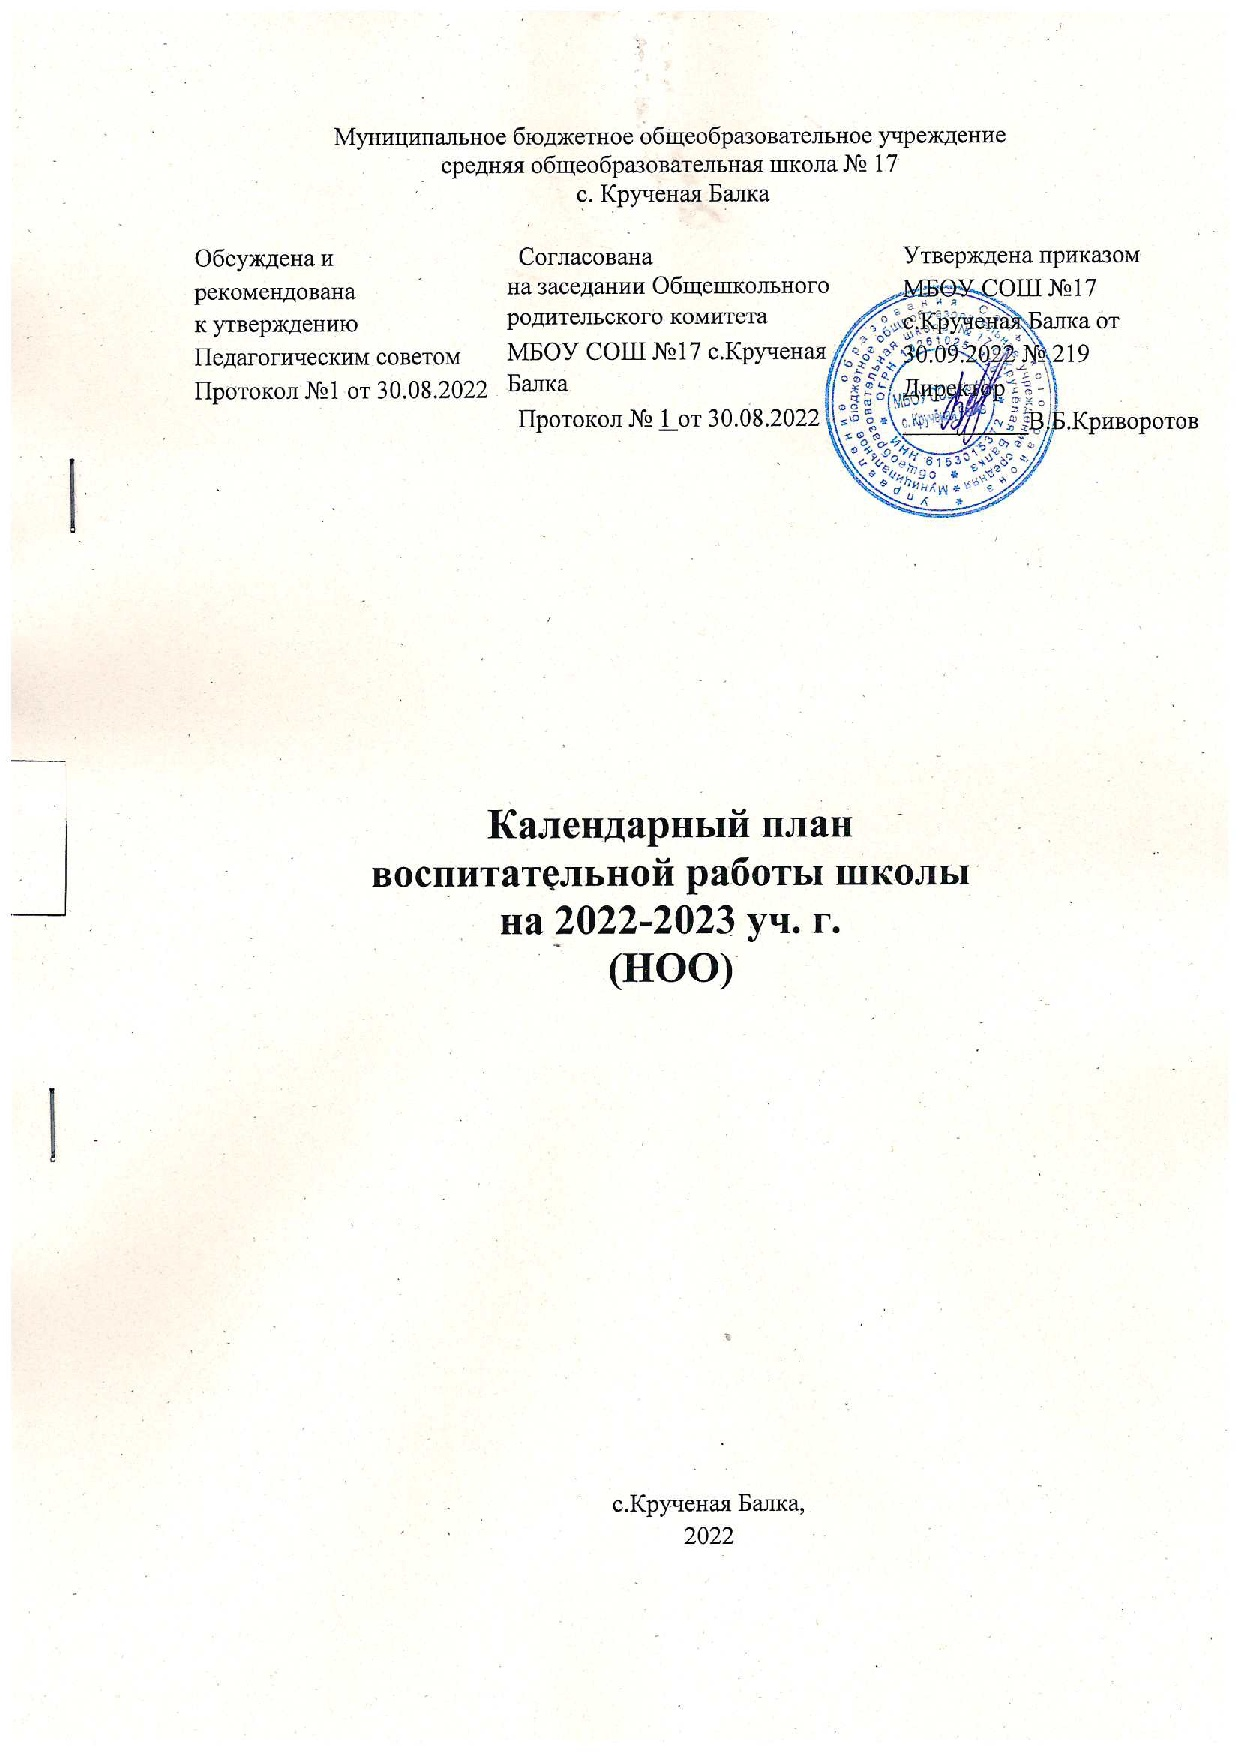 Муниципальное бюджетное общеобразовательное учреждение
средняя общеобразовательная школа № 17
с. Крученая Балка
Обсуждена и
рекомендована
к утверждению
Педагогическим советом
Протокол №1 от 30.08.2022
Согласована
на заседании Общешкольного
родительского комитета
МБОУ СОШ №17 с.Крученая
Балка
Протокол № 1 от 30.08.2022
Утверждена приказом
МБОУ СОШ №17
с.Крученая Балка от
30.09.2022 № 219
Директор
В.Б.Криворотов
Календарный план
воспитательной работы школы
на 2022-2023 уч. г.
(НОО)
с.Крученая Балка,
2022